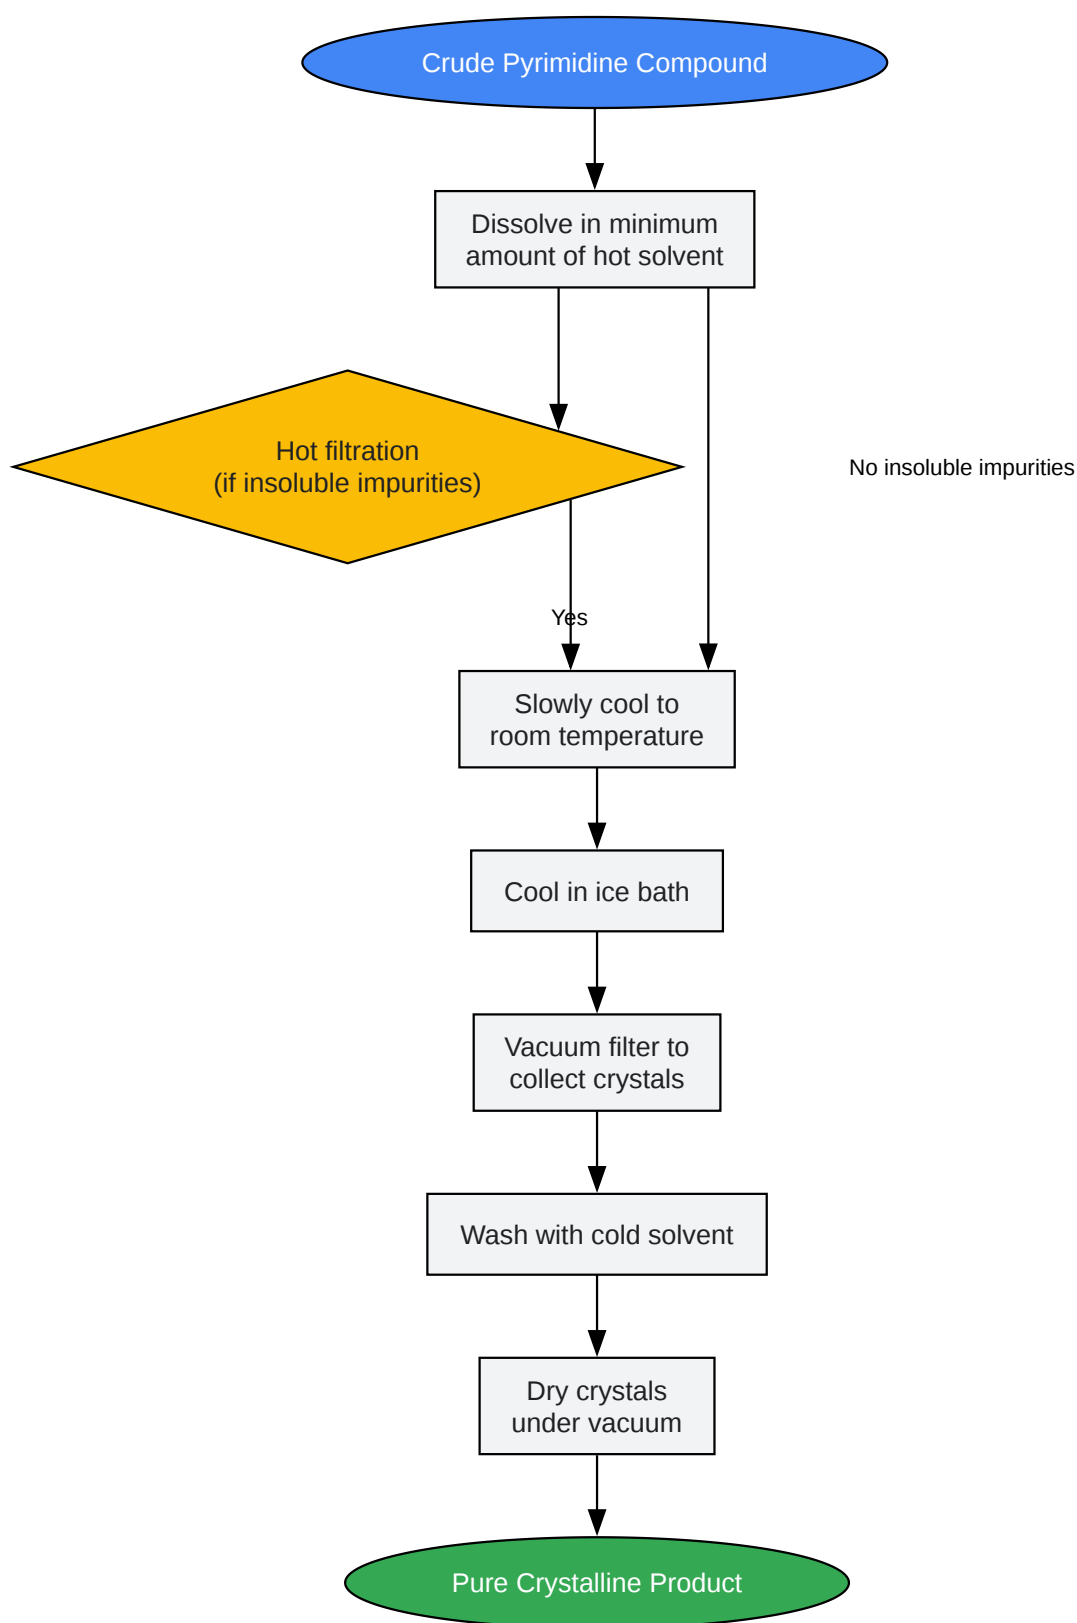 Crude Pyrimidine Compound
Dissolve in minimum
amount of hot solvent
Hot filtration
(if insoluble impurities)
No insoluble impurities
Yes
Slowly cool to
room temperature
Cool in ice bath
Vacuum filter to
collect crystals
Wash with cold solvent
Dry crystals
under vacuum
Pure Crystalline Product